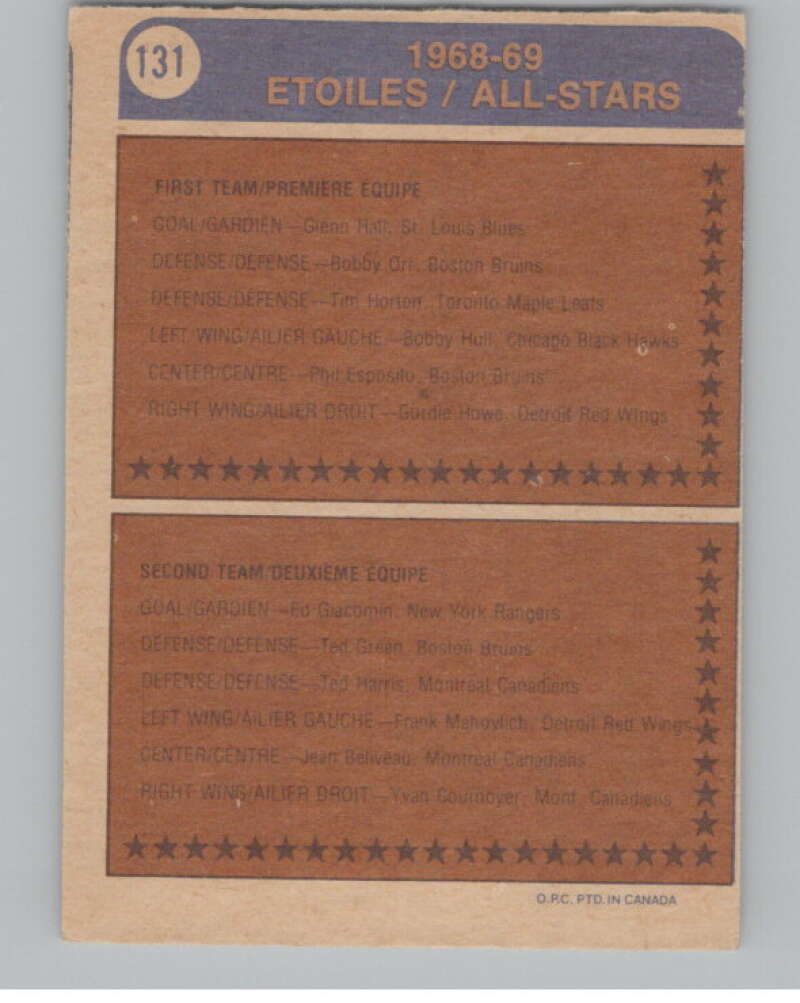 131
1968-69
ETOILES / ALL-STARS
FIRST TEAM/PREMIERE EQUIPE
GOAL/GARDIEN—Glenn Hall, St. Louis Blues
DEFENSE/DEFENSE—Bobby Orr, Boston Bruins
DEFENSE/DEFENSE—Tim Horton, Toronto Maple Leafs
LEFT WING/AILIER GAUCHE—Bobby Hull, Chicago Black Hawks
CENTER/CENTRE—Phil Esposito, Boston Bruins
RIGHT WING/AILIER DROIT—Gordie Howe, Detroit Red Wings
SECOND TEAM/DEUXIEME EQUIPE
GOAL/GARDIEN—Ed Giacomin, New York Rangers
DEFENSE/DEFENSE—Ted Green, Boston Bruins
DEFENSE/DEFENSE—Ted Harris, Montreal Canadiens
LEFT WING/AILIER GAUCHE—Frank Mahovlich, Detroit Red Wings
CENTER/CENTRE—Jean Beliveau, Montreal Canadiens
RIGHT WING/AILIER DROIT—Yvan Cournoyer, Mont. Canadiens
O.P.C. PTD. IN CANADA